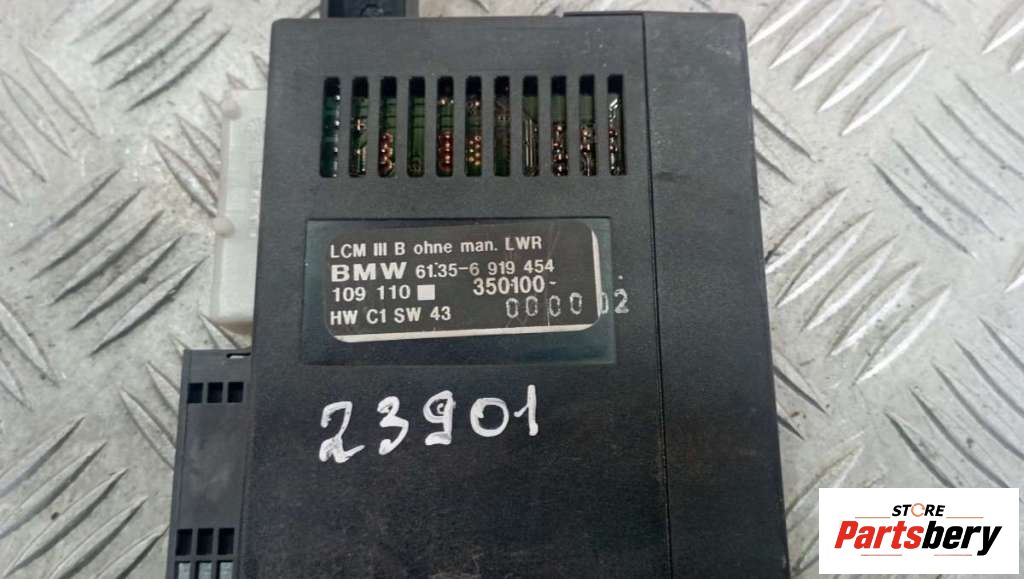 LCM III B ohne man. LWR
BMW 61.35-6 919 454
109 110 350100-
HW C1 SW 43 000002
23901
STORE
Partsbery